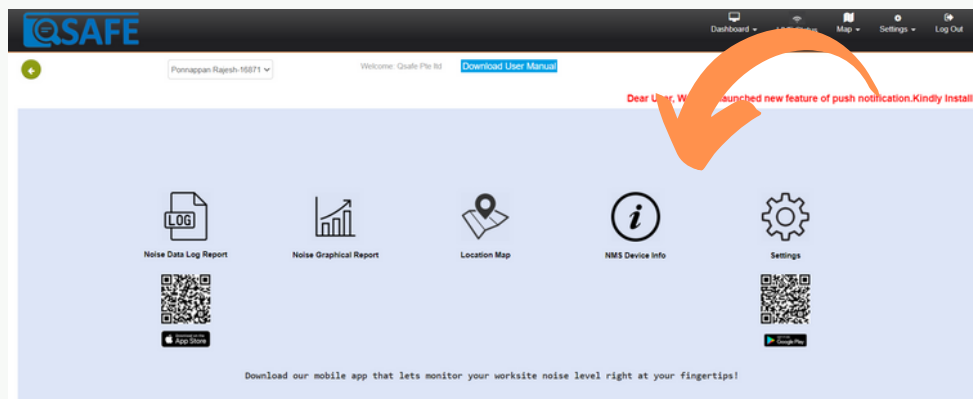 QSAFE
Dashboard Map Settings Log Out
Ponnappan Rajesh-16871 Welcome: Qsafe Pte ltd Download User Manual
Dear launched new feature of push notification.Kindly Install
LOG
Noise Data Log Report Noise Graphical Report Location Map NMS Device Info Settings
Download on the
App Store
Google Play
Download our mobile app that lets monitor your worksite noise level right at your fingertips!